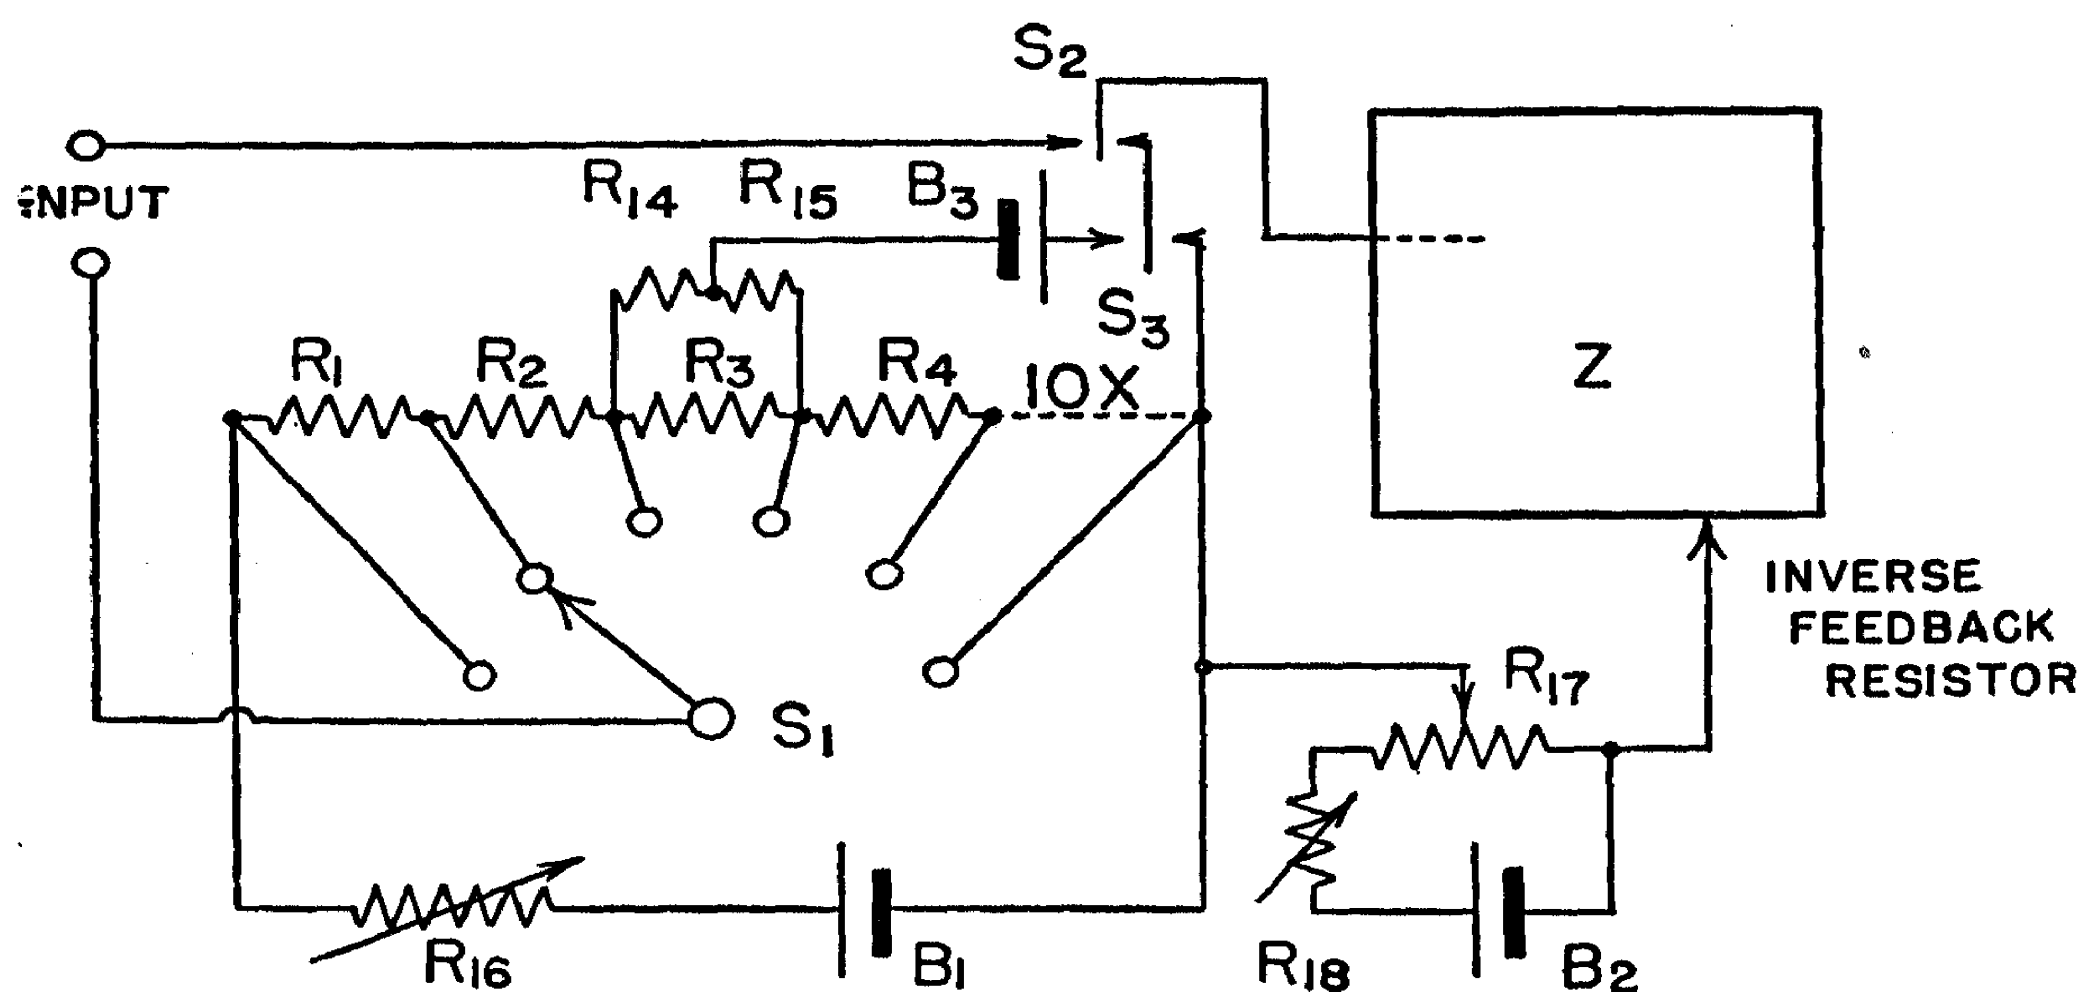 S2
INPUT
R14
R15
B3
S3
R1
R2
R3
R4
10X
Z
S1
INVERSE
FEEDBACK
RESISTOR
R17
R16
B1
R18
B2